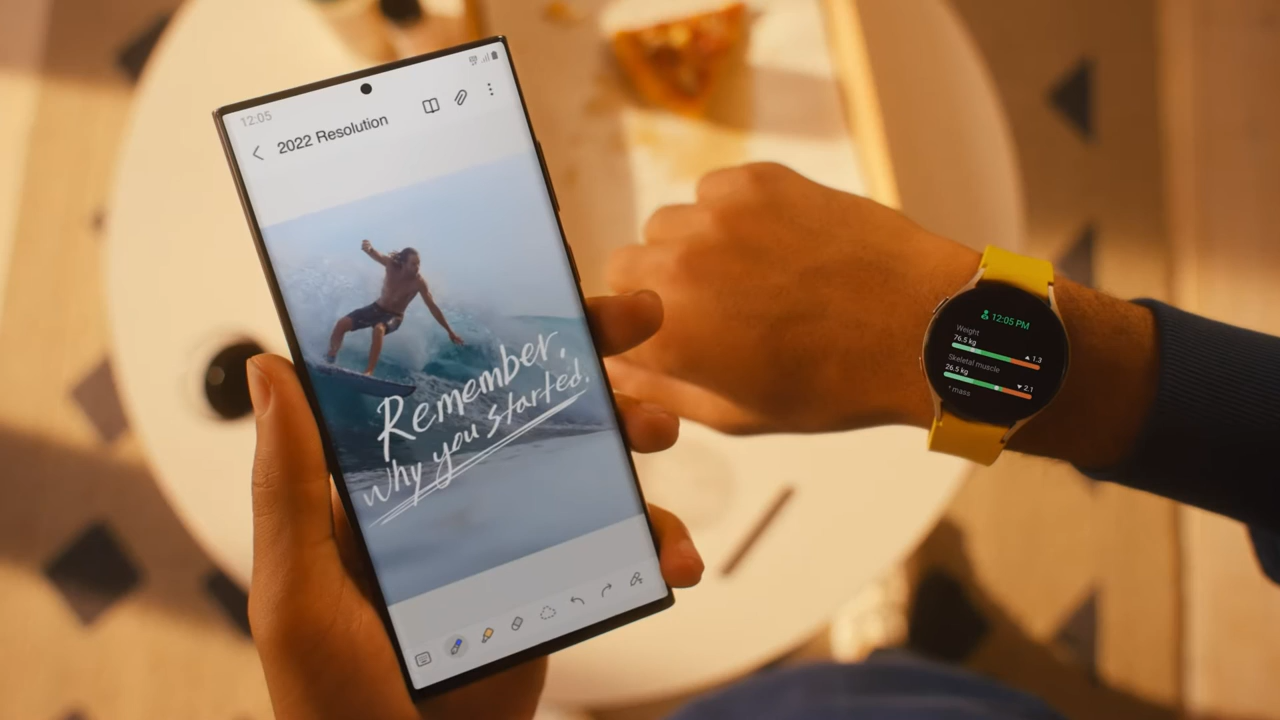 12:05
2022 Resolution
Remember,
Why you started.
12:05 PM
Weight
76.5 kg
▲ 1.3
Skeletal muscle
26.5 kg
▼ 2.1
mass